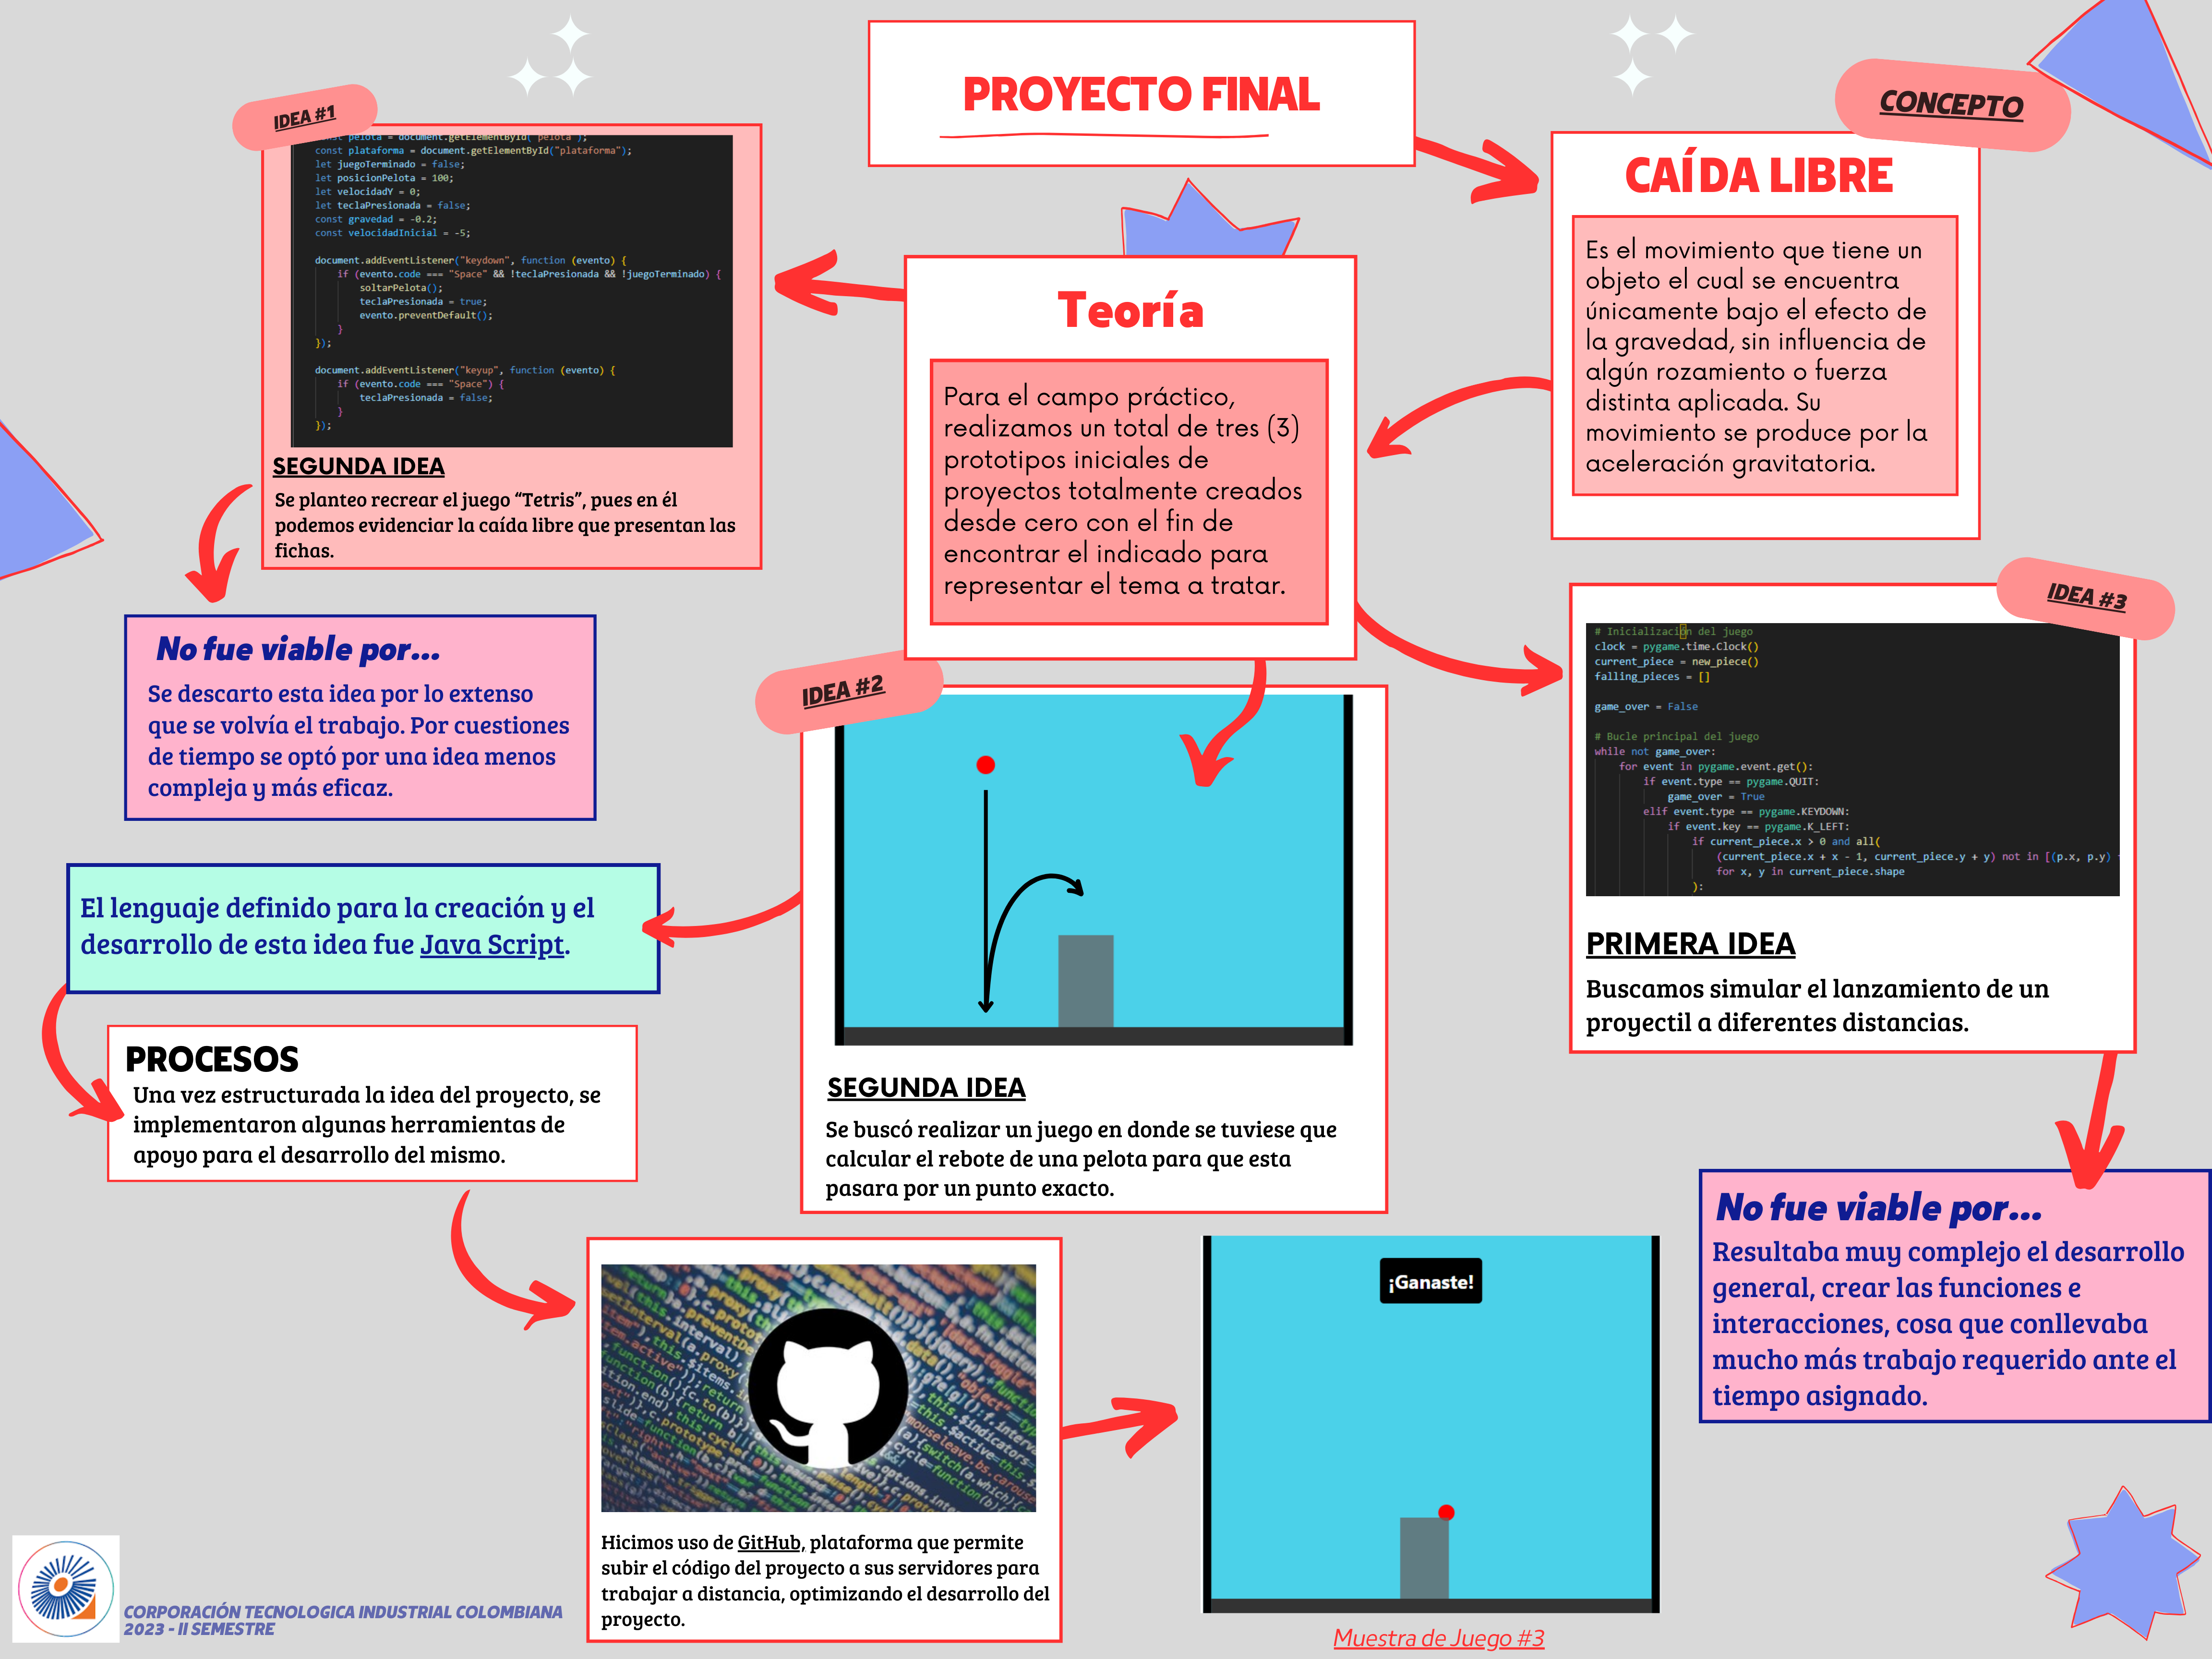 PROYECTO FINAL
CONCEPTO
CAÍDA LIBRE
Es el movimiento que tiene un
objeto el cual se encuentra
únicamente bajo el efecto de
la gravedad, sin influencia de
algún rozamiento o fuerza
distinta aplicada. Su
movimiento se produce por la
aceleración gravitatoria.
Teoría
Para el campo práctico,
realizamos un total de tres (3)
prototipos iniciales de
proyectos totalmente creados
desde cero con el fin de
encontrar el indicado para
representar el tema a tratar.
IDEA #1
const pelota = document.getElementById("pelota");
const plataforma = document.getElementById("plataforma");
let juegoTerminado = false;
let posicionPelota = 100;
let velocidadY = 0;
let teclaPresionada = false;
const gravedad = -0.2;
const velocidadInicial = -5;
document.addEventListener("keydown", function (evento) {
if (evento.code === "Space" && !teclaPresionada && !juegoTerminado) {
soltarPelota();
teclaPresionada = true;
evento.preventDefault();
}
});
document.addEventListener("keyup", function (evento) {
if (evento.code === "Space") {
teclaPresionada = false;
}
});
SEGUNDA IDEA
Se planteo recrear el juego “Tetris”, pues en él
podemos evidenciar la caída libre que presentan las
fichas.
No fue viable por...
Se descarto esta idea por lo extenso
que se volvía el trabajo. Por cuestiones
de tiempo se optó por una idea menos
compleja y más eficaz.
IDEA #2
SEGUNDA IDEA
Se buscó realizar un juego en donde se tuviese que
calcular el rebote de una pelota para que esta
pasara por un punto exacto.
El lenguaje definido para la creación y el
desarrollo de esta idea fue Java Script.
PROCESOS
Una vez estructurada la idea del proyecto, se
implementaron algunas herramientas de
apoyo para el desarrollo del mismo.
Hicimos uso de GitHub, plataforma que permite
subir el código del proyecto a sus servidores para
trabajar a distancia, optimizando el desarrollo del
proyecto.
¡Ganaste!
Muestra de Juego #3
IDEA #3
# Inicialización del juego
clock = pygame.time.Clock()
current_piece = new_piece()
falling_pieces = []
game_over = False
# Bucle principal del juego
while not game_over:
for event in pygame.event.get():
if event.type == pygame.QUIT:
game_over = True
elif event.type == pygame.KEYDOWN:
if event.key == pygame.K_LEFT:
if current_piece.x > 0 and all(
(current_piece.x + x - 1, current_piece.y + y) not in [(p.x, p.y)
for x, y in current_piece.shape
):
PRIMERA IDEA
Buscamos simular el lanzamiento de un
proyectil a diferentes distancias.
No fue viable por...
Resultaba muy complejo el desarrollo
general, crear las funciones e
interacciones, cosa que conllevaba
mucho más trabajo requerido ante el
tiempo asignado.
CORPORACIÓN TECNOLOGICA INDUSTRIAL COLOMBIANA
2023 - II SEMESTRE